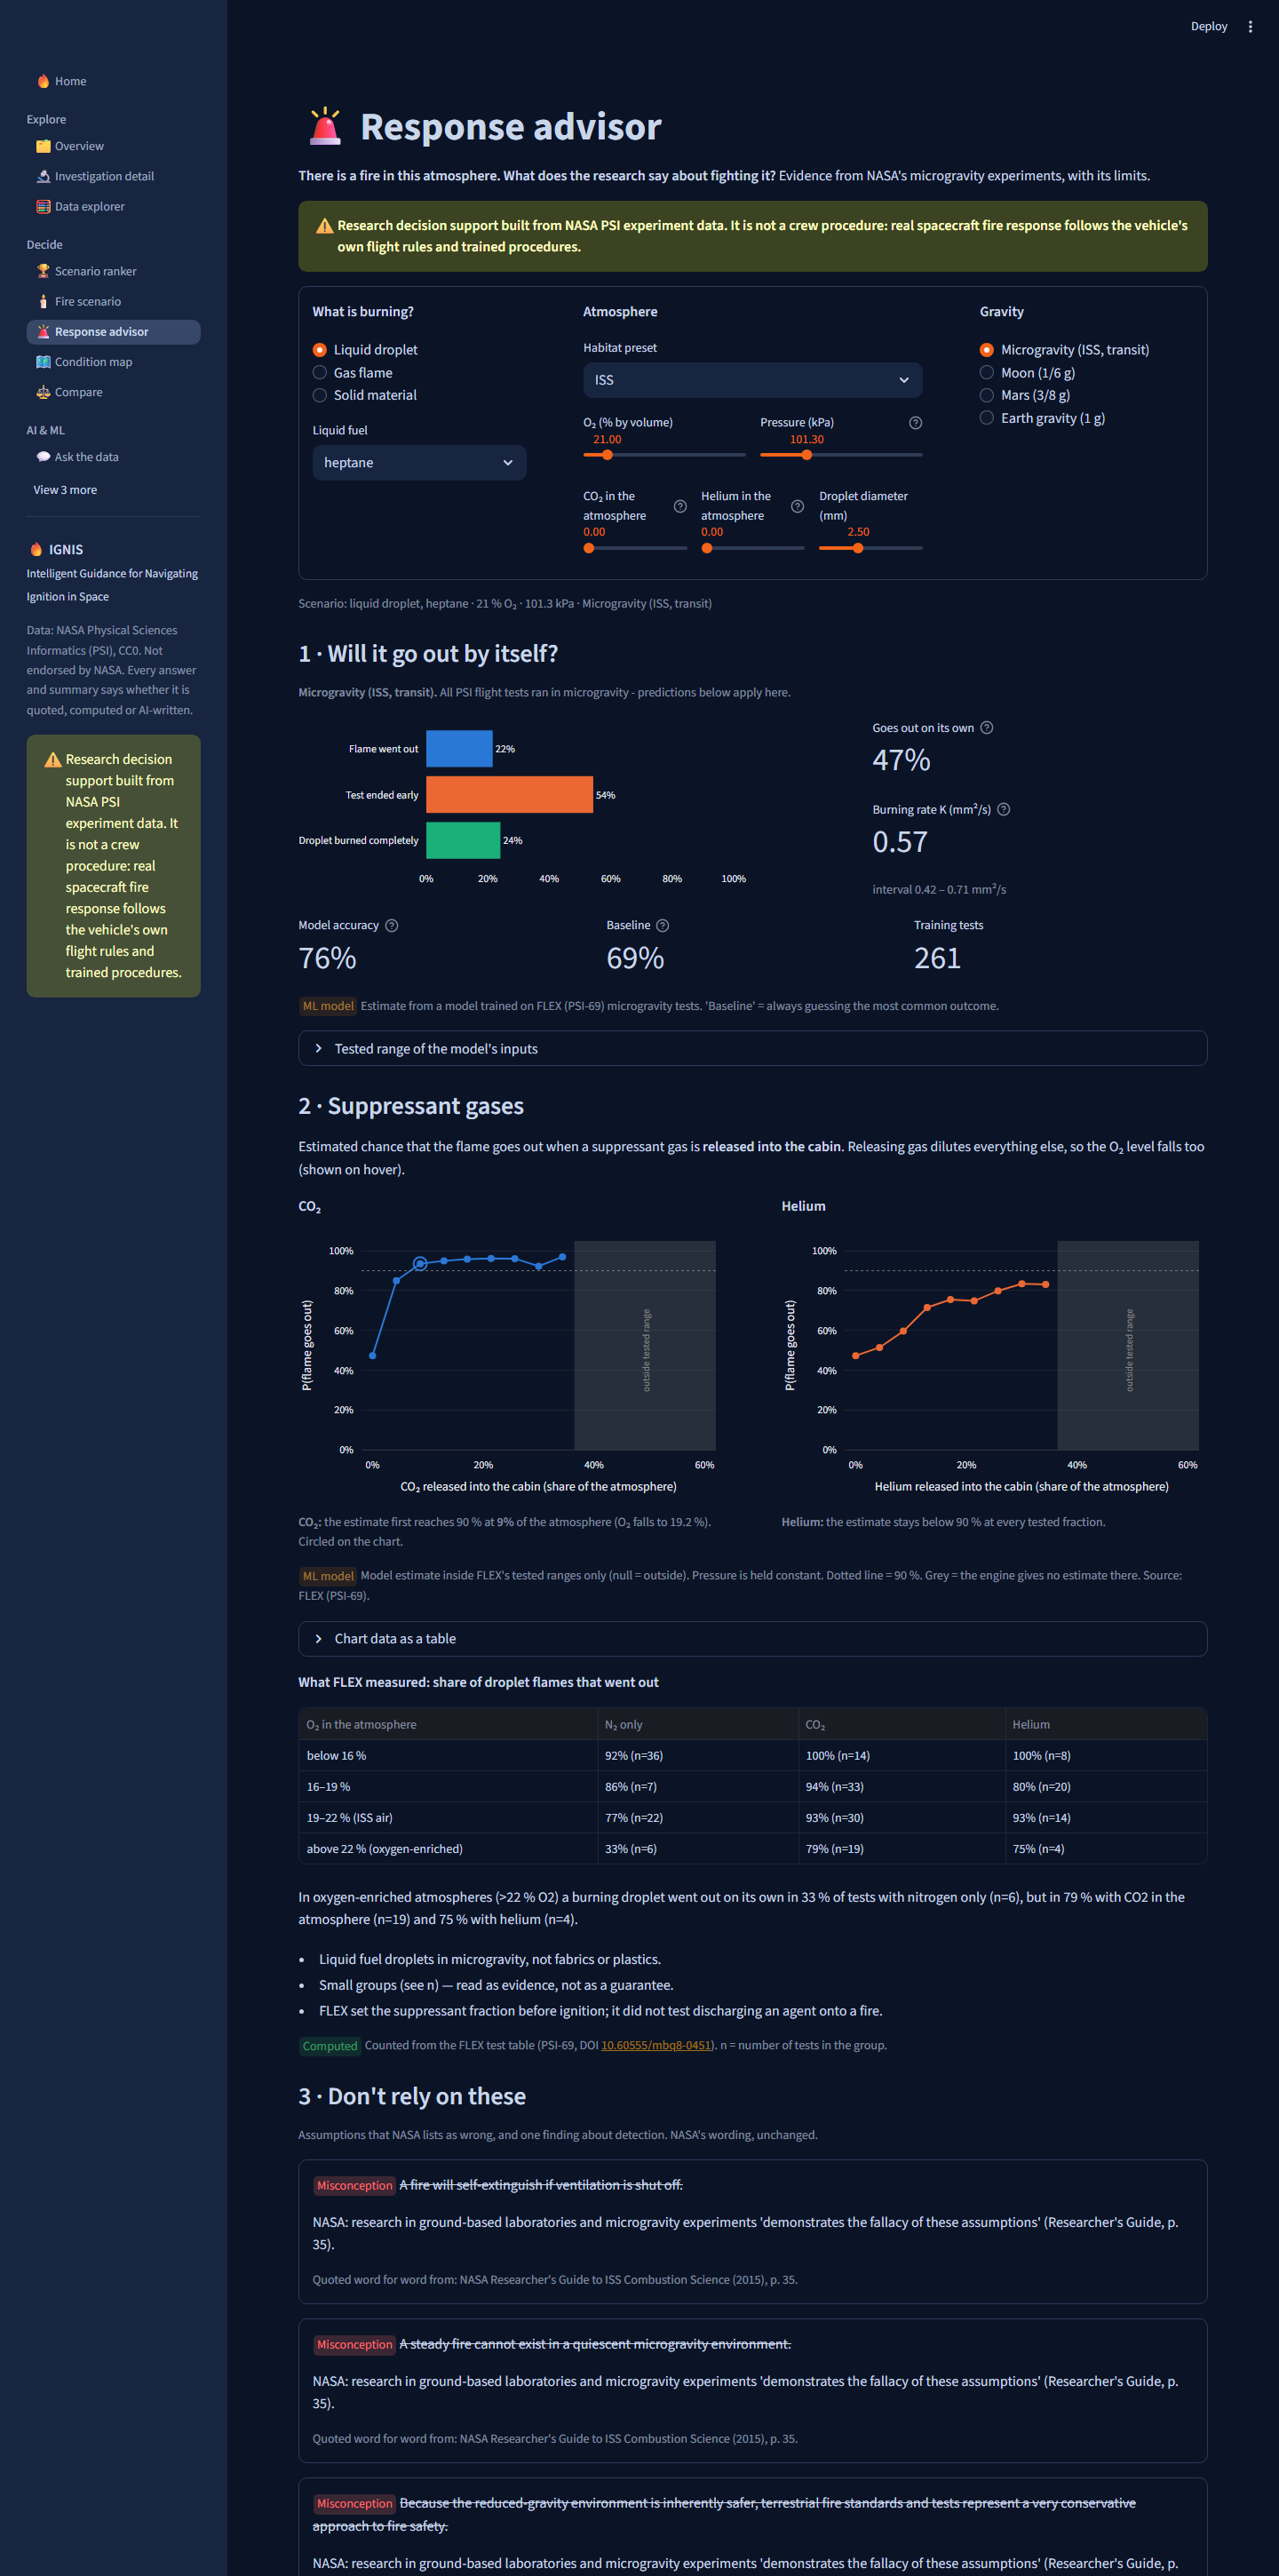 Deploy
Home
Explore
Overview
Investigation detail
Data explorer
Decide
Scenario ranker
Fire scenario
Response advisor
Condition map
Compare
AI & ML
Ask the data
View 3 more
IGNIS
Intelligent Guidance for Navigating
Ignition in Space
Data: NASA Physical Sciences
Informatics (PSI), CC0. Not
endorsed by NASA. Every answer
and summary says whether it is
quoted, computed or AI-written.
Research decision
support built from
NASA PSI
experiment data. It
is not a crew
procedure: real
spacecraft fire
response follows
the vehicle's own
flight rules and
trained procedures.
Response advisor
There is a fire in this atmosphere. What does the research say about fighting it? Evidence from NASA's microgravity experiments, with its limits.
Research decision support built from NASA PSI experiment data. It is not a crew procedure: real spacecraft fire response follows the vehicle's
own flight rules and trained procedures.
What is burning?
Liquid droplet
Gas flame
Solid material
Liquid fuel
heptane
Atmosphere
Habitat preset
ISS
O₂ (% by volume)
21.00
Pressure (kPa)
101.30
CO₂ in the
atmosphere
0.00
Helium in the
atmosphere
0.00
Droplet diameter
(mm)
2.50
Gravity
Microgravity (ISS, transit)
Moon (1/6 g)
Mars (3/8 g)
Earth gravity (1 g)
Scenario: liquid droplet, heptane · 21 % O₂ · 101.3 kPa · Microgravity (ISS, transit)
1 · Will it go out by itself?
Microgravity (ISS, transit). All PSI flight tests ran in microgravity - predictions below apply here.
Flame went out 22%
Test ended early 54%
Droplet burned completely 24%
0% 20% 40% 60% 80% 100%
Goes out on its own
47%
Burning rate K (mm²/s)
0.57
interval 0.42 – 0.71 mm²/s
Model accuracy
76%
Baseline
69%
Training tests
261
ML model Estimate from a model trained on FLEX (PSI-69) microgravity tests. 'Baseline' = always guessing the most common outcome.
Tested range of the model's inputs
2 · Suppressant gases
Estimated chance that the flame goes out when a suppressant gas is released into the cabin. Releasing gas dilutes everything else, so the O₂ level falls too
(shown on hover).
CO₂
100%
80%
60%
40%
20%
0%
P(flame goes out)
outside tested range
0% 20% 40% 60%
CO₂ released into the cabin (share of the atmosphere)
CO₂: the estimate first reaches 90 % at 9% of the atmosphere (O₂ falls to 19.2 %).
Circled on the chart.
Helium
100%
80%
60%
40%
20%
0%
P(flame goes out)
outside tested range
0% 20% 40% 60%
Helium released into the cabin (share of the atmosphere)
Helium: the estimate stays below 90 % at every tested fraction.
ML model Model estimate inside FLEX's tested ranges only (null = outside). Pressure is held constant. Dotted line = 90 %. Grey = the engine gives no estimate there. Source:
FLEX (PSI-69).
Chart data as a table
What FLEX measured: share of droplet flames that went out
O₂ in the atmosphere N₂ only CO₂ Helium
below 16 % 92% (n=36) 100% (n=14) 100% (n=8)
16–19 % 86% (n=7) 94% (n=33) 80% (n=20)
19–22 % (ISS air) 77% (n=22) 93% (n=30) 93% (n=14)
above 22 % (oxygen-enriched) 33% (n=6) 79% (n=19) 75% (n=4)
In oxygen-enriched atmospheres (>22 % O2) a burning droplet went out on its own in 33 % of tests with nitrogen only (n=6), but in 79 % with CO2 in the
atmosphere (n=19) and 75 % with helium (n=4).
• Liquid fuel droplets in microgravity, not fabrics or plastics.
• Small groups (see n) — read as evidence, not as a guarantee.
• FLEX set the suppressant fraction before ignition; it did not test discharging an agent onto a fire.
Computed Counted from the FLEX test table (PSI-69, DOI 10.60555/mbq8-0451). n = number of tests in the group.
3 · Don't rely on these
Assumptions that NASA lists as wrong, and one finding about detection. NASA's wording, unchanged.
Misconception A fire will self-extinguish if ventilation is shut off.
NASA: research in ground-based laboratories and microgravity experiments 'demonstrates the fallacy of these assumptions' (Researcher's Guide, p.
35).
Quoted word for word from: NASA Researcher's Guide to ISS Combustion Science (2015), p. 35.
Misconception A steady fire cannot exist in a quiescent microgravity environment.
NASA: research in ground-based laboratories and microgravity experiments 'demonstrates the fallacy of these assumptions' (Researcher's Guide, p.
35).
Quoted word for word from: NASA Researcher's Guide to ISS Combustion Science (2015), p. 35.
Misconception Because the reduced-gravity environment is inherently safer, terrestrial fire standards and tests represent a very conservative
approach to fire safety.
NASA: research in ground-based laboratories and microgravity experiments 'demonstrates the fallacy of these assumptions' (Researcher's Guide, p.